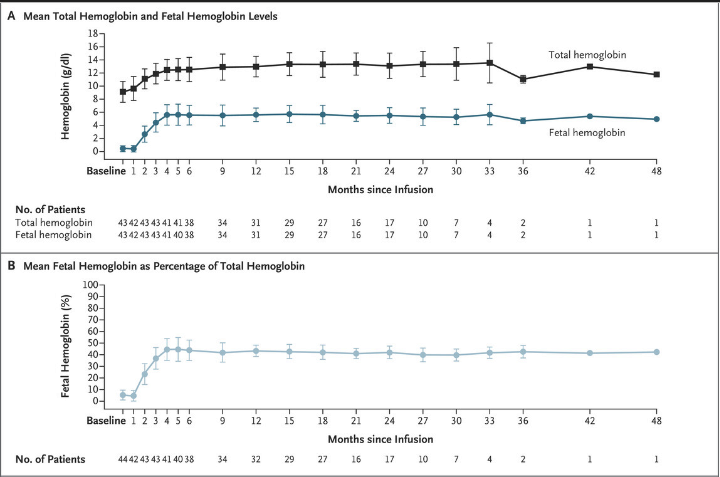 A Mean Total Hemoglobin and Fetal Hemoglobin Levels
Hemoglobin (g/dl)
18
16
14
12
10
8
6
4
2
0
Total hemoglobin
Fetal hemoglobin
Baseline 1 2 3 4 5 6 9 12 15 18 21 24 27 30 33 36 42 48
Months since Infusion
No. of Patients
Total hemoglobin 43 42 43 43 41 41 38 34 31 29 27 16 17 10 7 4 2 1 1
Fetal hemoglobin 43 42 43 43 41 40 38 34 31 29 27 16 17 10 7 4 2 1 1
B Mean Fetal Hemoglobin as Percentage of Total Hemoglobin
Fetal Hemoglobin (%)
100
90
80
70
60
50
40
30
20
10
0
Baseline 1 2 3 4 5 6 9 12 15 18 21 24 27 30 33 36 42 48
Months since Infusion
No. of Patients 44 42 43 43 41 40 38 34 32 29 27 16 17 10 7 4 2 1 1